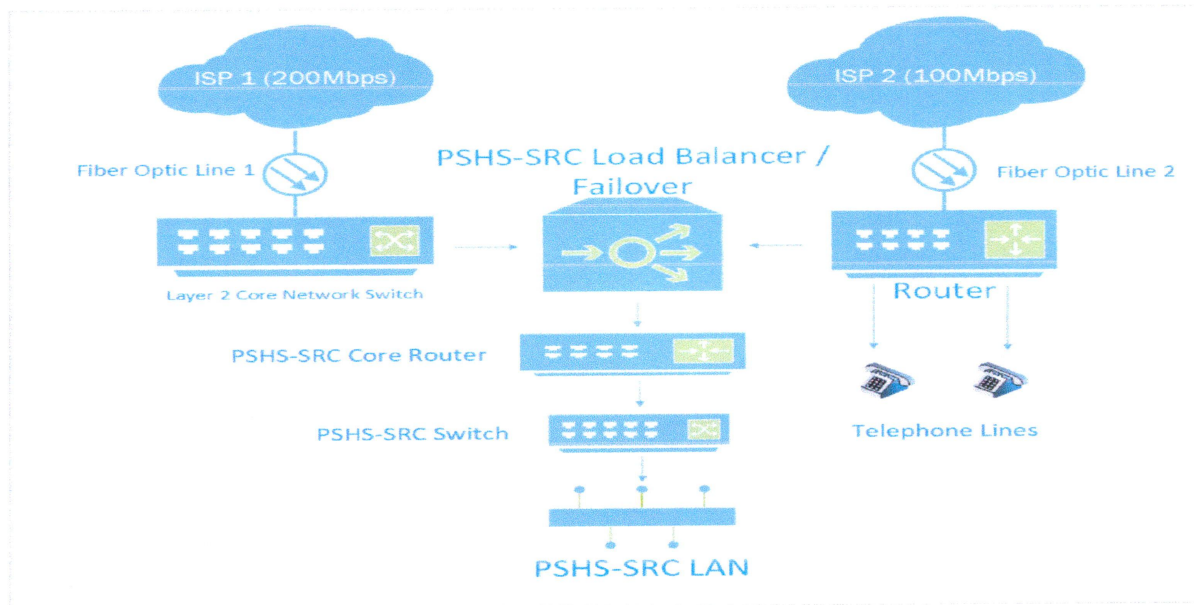 ISP 1 (200Mbps)
ISP 2 (100Mbps)
Fiber Optic Line 1
PSHS-SRC Load Balancer /
Failover
Fiber Optic Line 2
Layer 2 Core Network Switch
Router
PSHS-SRC Core Router
PSHS-SRC Switch
Telephone Lines
PSHS-SRC LAN